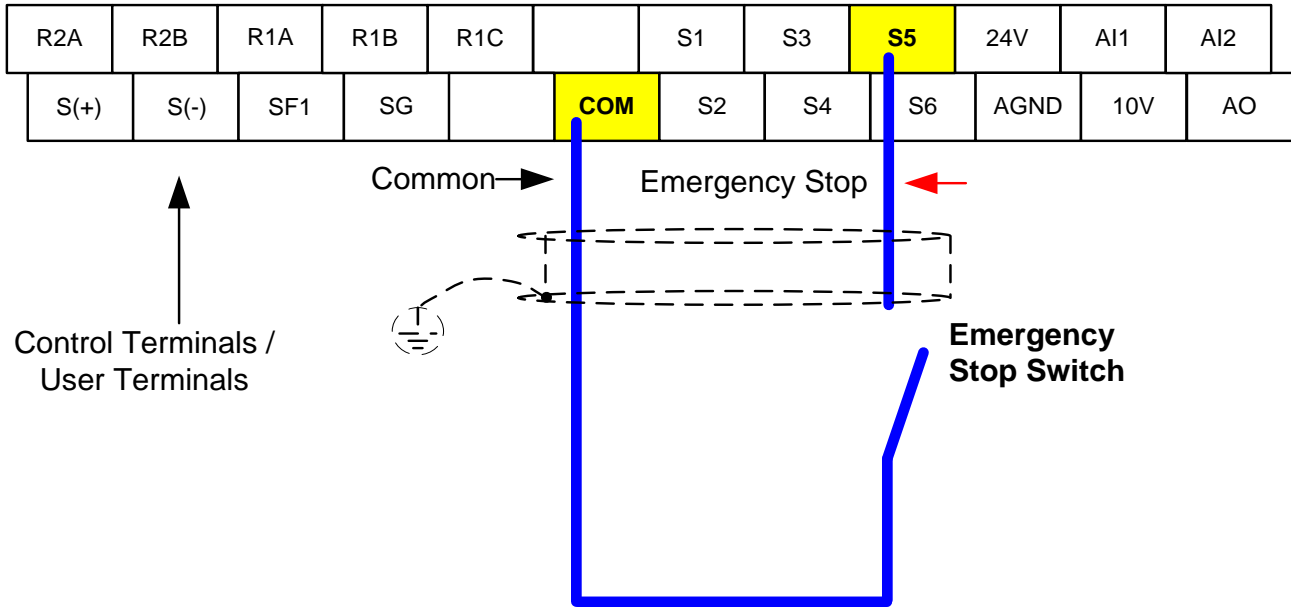 R2A R2B R1A R1B R1C S1 S3 S5 24V AI1 AI2
S(+) S(-) SF1 SG COM S2 S4 S6 AGND 10V AO
Common Emergency Stop
Control Terminals /
User Terminals
Emergency
Stop Switch